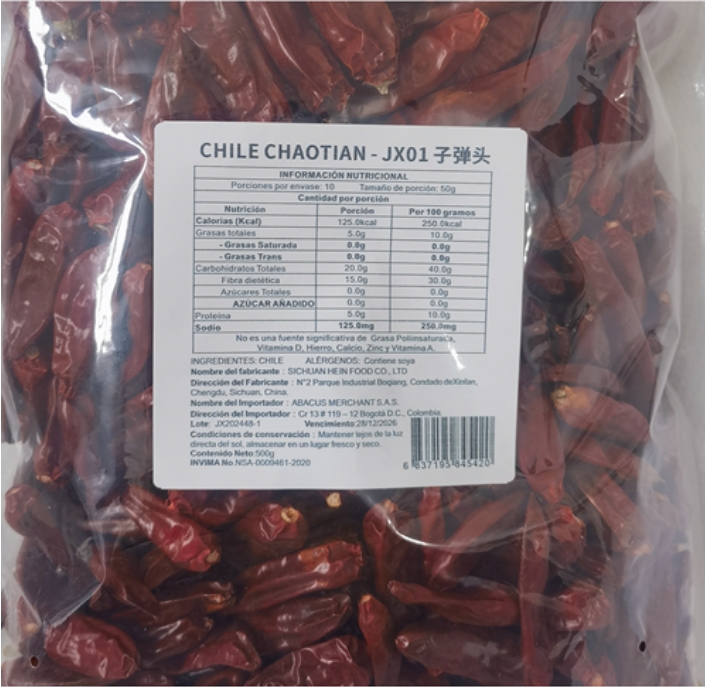 CHILE CHAOTIAN - JX01 子弹头
INFORMACIÓN NUTRICIONAL
Porciones por envase: 10 Tamaño de porción: 50g
Cantidad por porción
Nutrición Porción Por 100 gramos
Calorías (Kcal) 125.0kcal 250.0kcal
Grasas totales 5.0g 10.0g
- Grasas Saturada 0.0g 0.0g
- Grasas Trans 0.0g 0.0g
Carbohidratos Totales 20.0g 40.0g
Fibra dietética 15.0g 30.0g
Azúcares Totales 0.0g 0.0g
AZÚCAR AÑADIDO 0.0g 0.0g
Proteína 5.0g 10.0g
Sodio 125.0mg 250.0mg
No es una fuente significativa de Grasa Poliinsaturada,
Vitamina D, Hierro, Calcio, Zinc y Vitamina A.
INGREDIENTES: CHILE ALÉRGENOS: Contiene soya
Nombre del fabricante : SICHUAN HEIN FOOD CO., LTD
Dirección del Fabricante : N°2 Parque Industrial Boqiang, Condado deXinfan,
Chengdu, Sichuan, China.
Nombre del Importador : ABACUS MERCHANT S.A.S.
Dirección del Importador : Cr 13 # 119 – 12 Bogotá D.C., Colombia.
Lote: JX202448-1 Vencimiento:28/12/2026
Condiciones de conservación : Mantener lejos de la luz
directa del sol, almacenar en un lugar fresco y seco.
Contenido Neto:500g
INVIMA No.NSA-0009461-2020
6 837195 845420